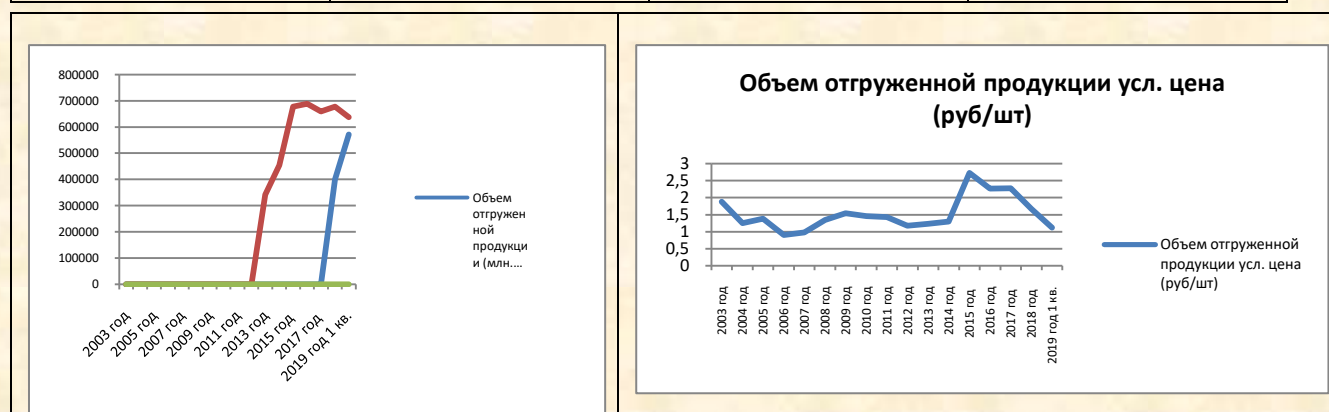 800000
700000
600000
500000
400000
300000
200000
100000
0
2003 год
2005 год
2007 год
2009 год
2011 год
2013 год
2015 год
2017 год
2019 год 1 кв.
Объем
отгружен
ной
продукци
и (млн....
Объем отгруженной продукции усл. цена
(руб/шт)
3
2,5
2
1,5
1
0,5
0
2003 год
2004 год
2005 год
2006 год
2007 год
2008 год
2009 год
2010 год
2011 год
2012 год
2013 год
2014 год
2015 год
2016 год
2017 год
2018 год
2019 год 1 кв.
Объем отгруженной
продукции усл. цена
(руб/шт)